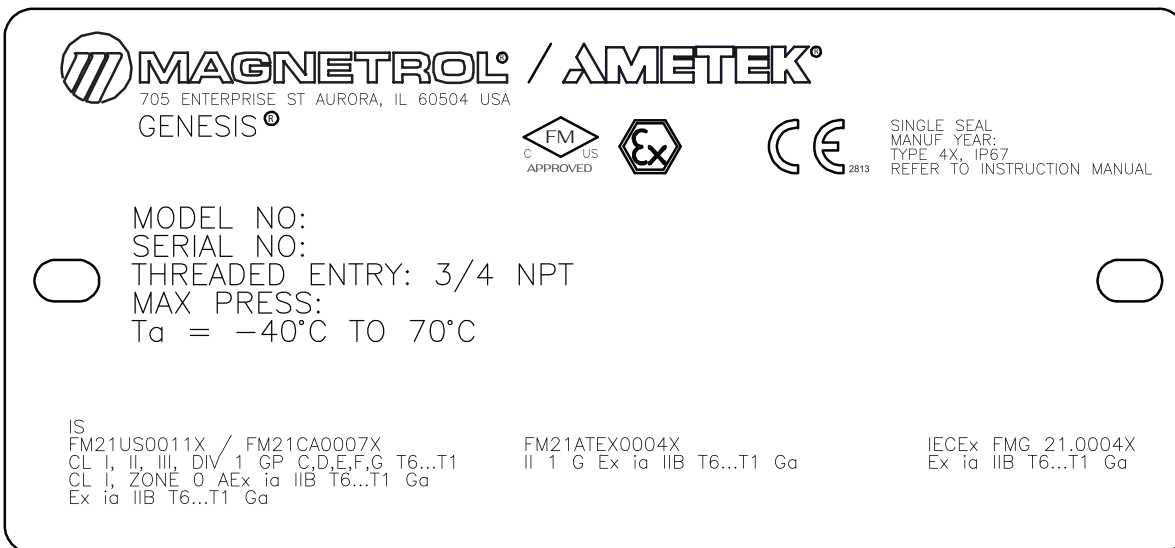 MAGNETROL® / AMETEK®
705 ENTERPRISE ST AURORA, IL 60504 USA
GENESIS®
FM
C US
APPROVED
Ex
CE 2813
SINGLE SEAL
MANUF YEAR:
TYPE 4X, IP67
REFER TO INSTRUCTION MANUAL
MODEL NO:
SERIAL NO:
THREADED ENTRY: 3/4 NPT
MAX PRESS:
Ta = -40°C TO 70°C
IS
FM21US0011X / FM21CA0007X
CL I, II, III, DIV 1 GP C,D,E,F,G T6...T1
CL I, ZONE 0 AEx ia IIB T6...T1 Ga
Ex ia IIB T6...T1 Ga
FM21ATEX0004X
II 1 G Ex ia IIB T6...T1 Ga
IECEx FMG 21.0004X
Ex ia IIB T6...T1 Ga